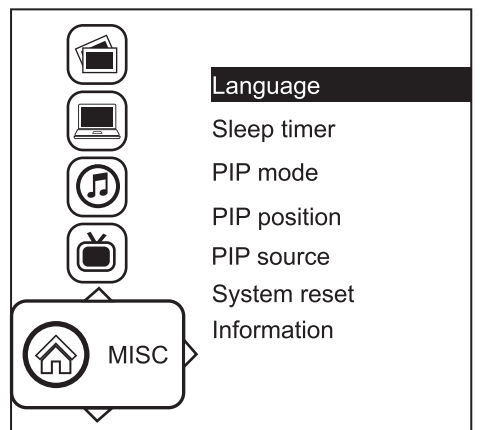 Language
Sleep timer
PIP mode
PIP position
PIP source
System reset
MISC
Information